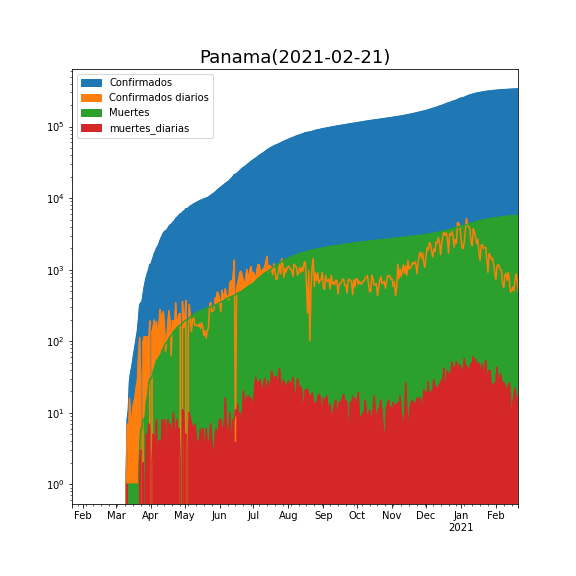 Panama(2021-02-21)
Confirmados
Confirmados diarios
Muertes
muertes_diarias
10⁵
10⁴
10³
10²
10¹
10⁰
Feb Mar Apr May Jun Jul Aug Sep Oct Nov Dec Jan Feb
2021